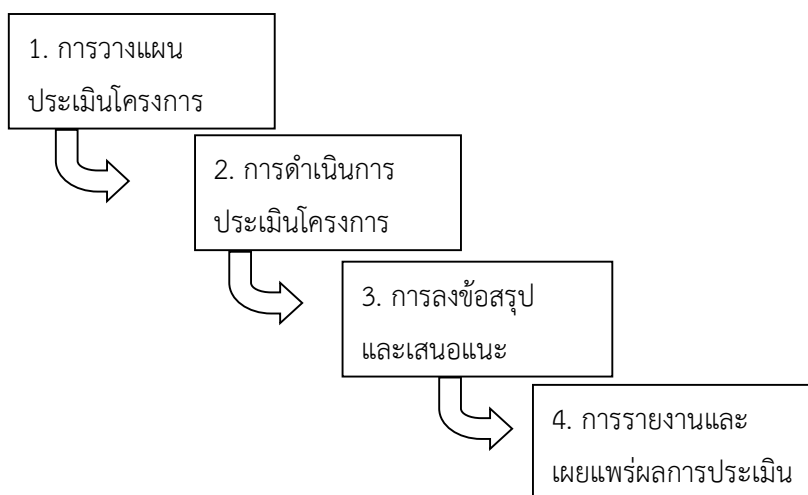 1. การวางแผน
ประเมินโครงการ
2. การดำเนินการ
ประเมินโครงการ
3. การลงข้อสรุป
และเสนอแนะ
4. การรายงานและ
เผยแพร่ผลการประเมิน